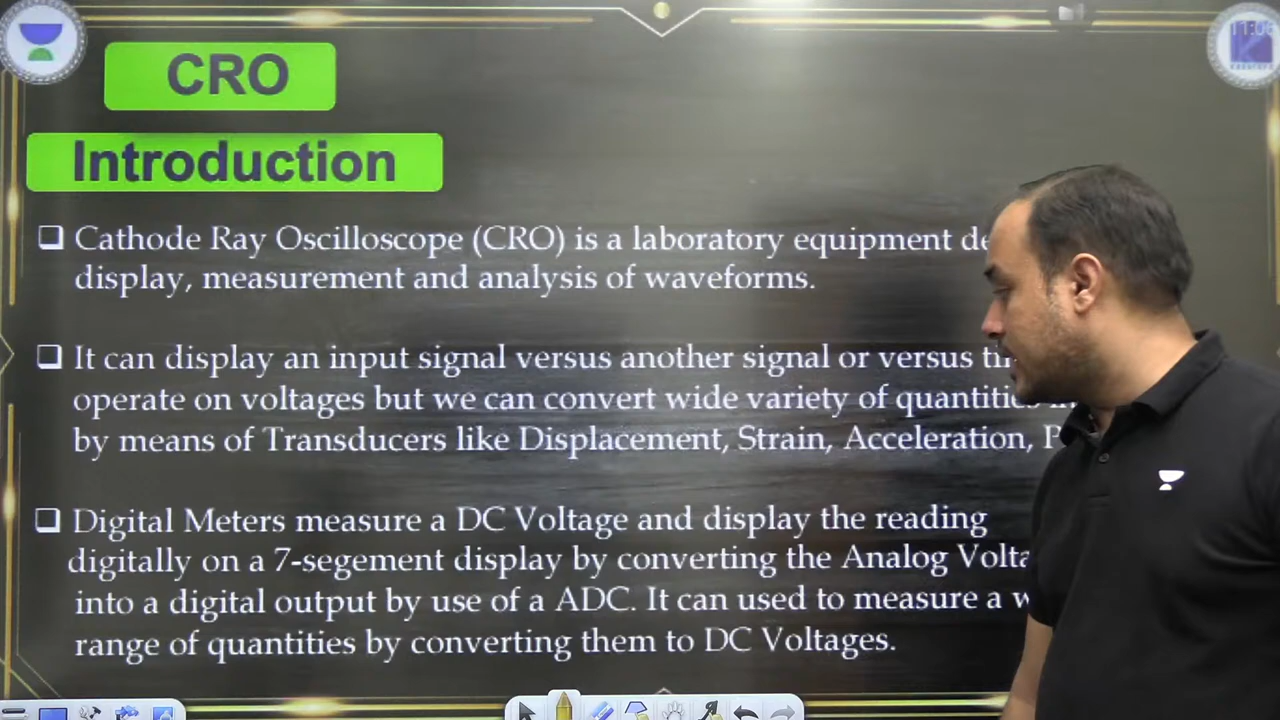 CRO
11:06
Introduction
Cathode Ray Oscilloscope (CRO) is a laboratory equipment
display, measurement and analysis of waveforms.
It can display an input signal versus another signal or versus
operate on voltages but we can convert wide variety of
by means of Transducers like Displacement, Strain, Acceleration,
Digital Meters measure a DC Voltage and display the reading
digitally on a 7-segement display by converting the Analog
into a digital output by use of a ADC. It can used to measure a
range of quantities by converting them to DC Voltages.